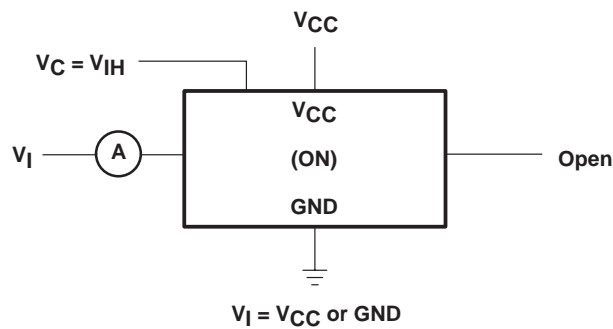 VCC
VC = VIH
VCC
VI
A
(ON)
Open
GND
VI = VCC or GND